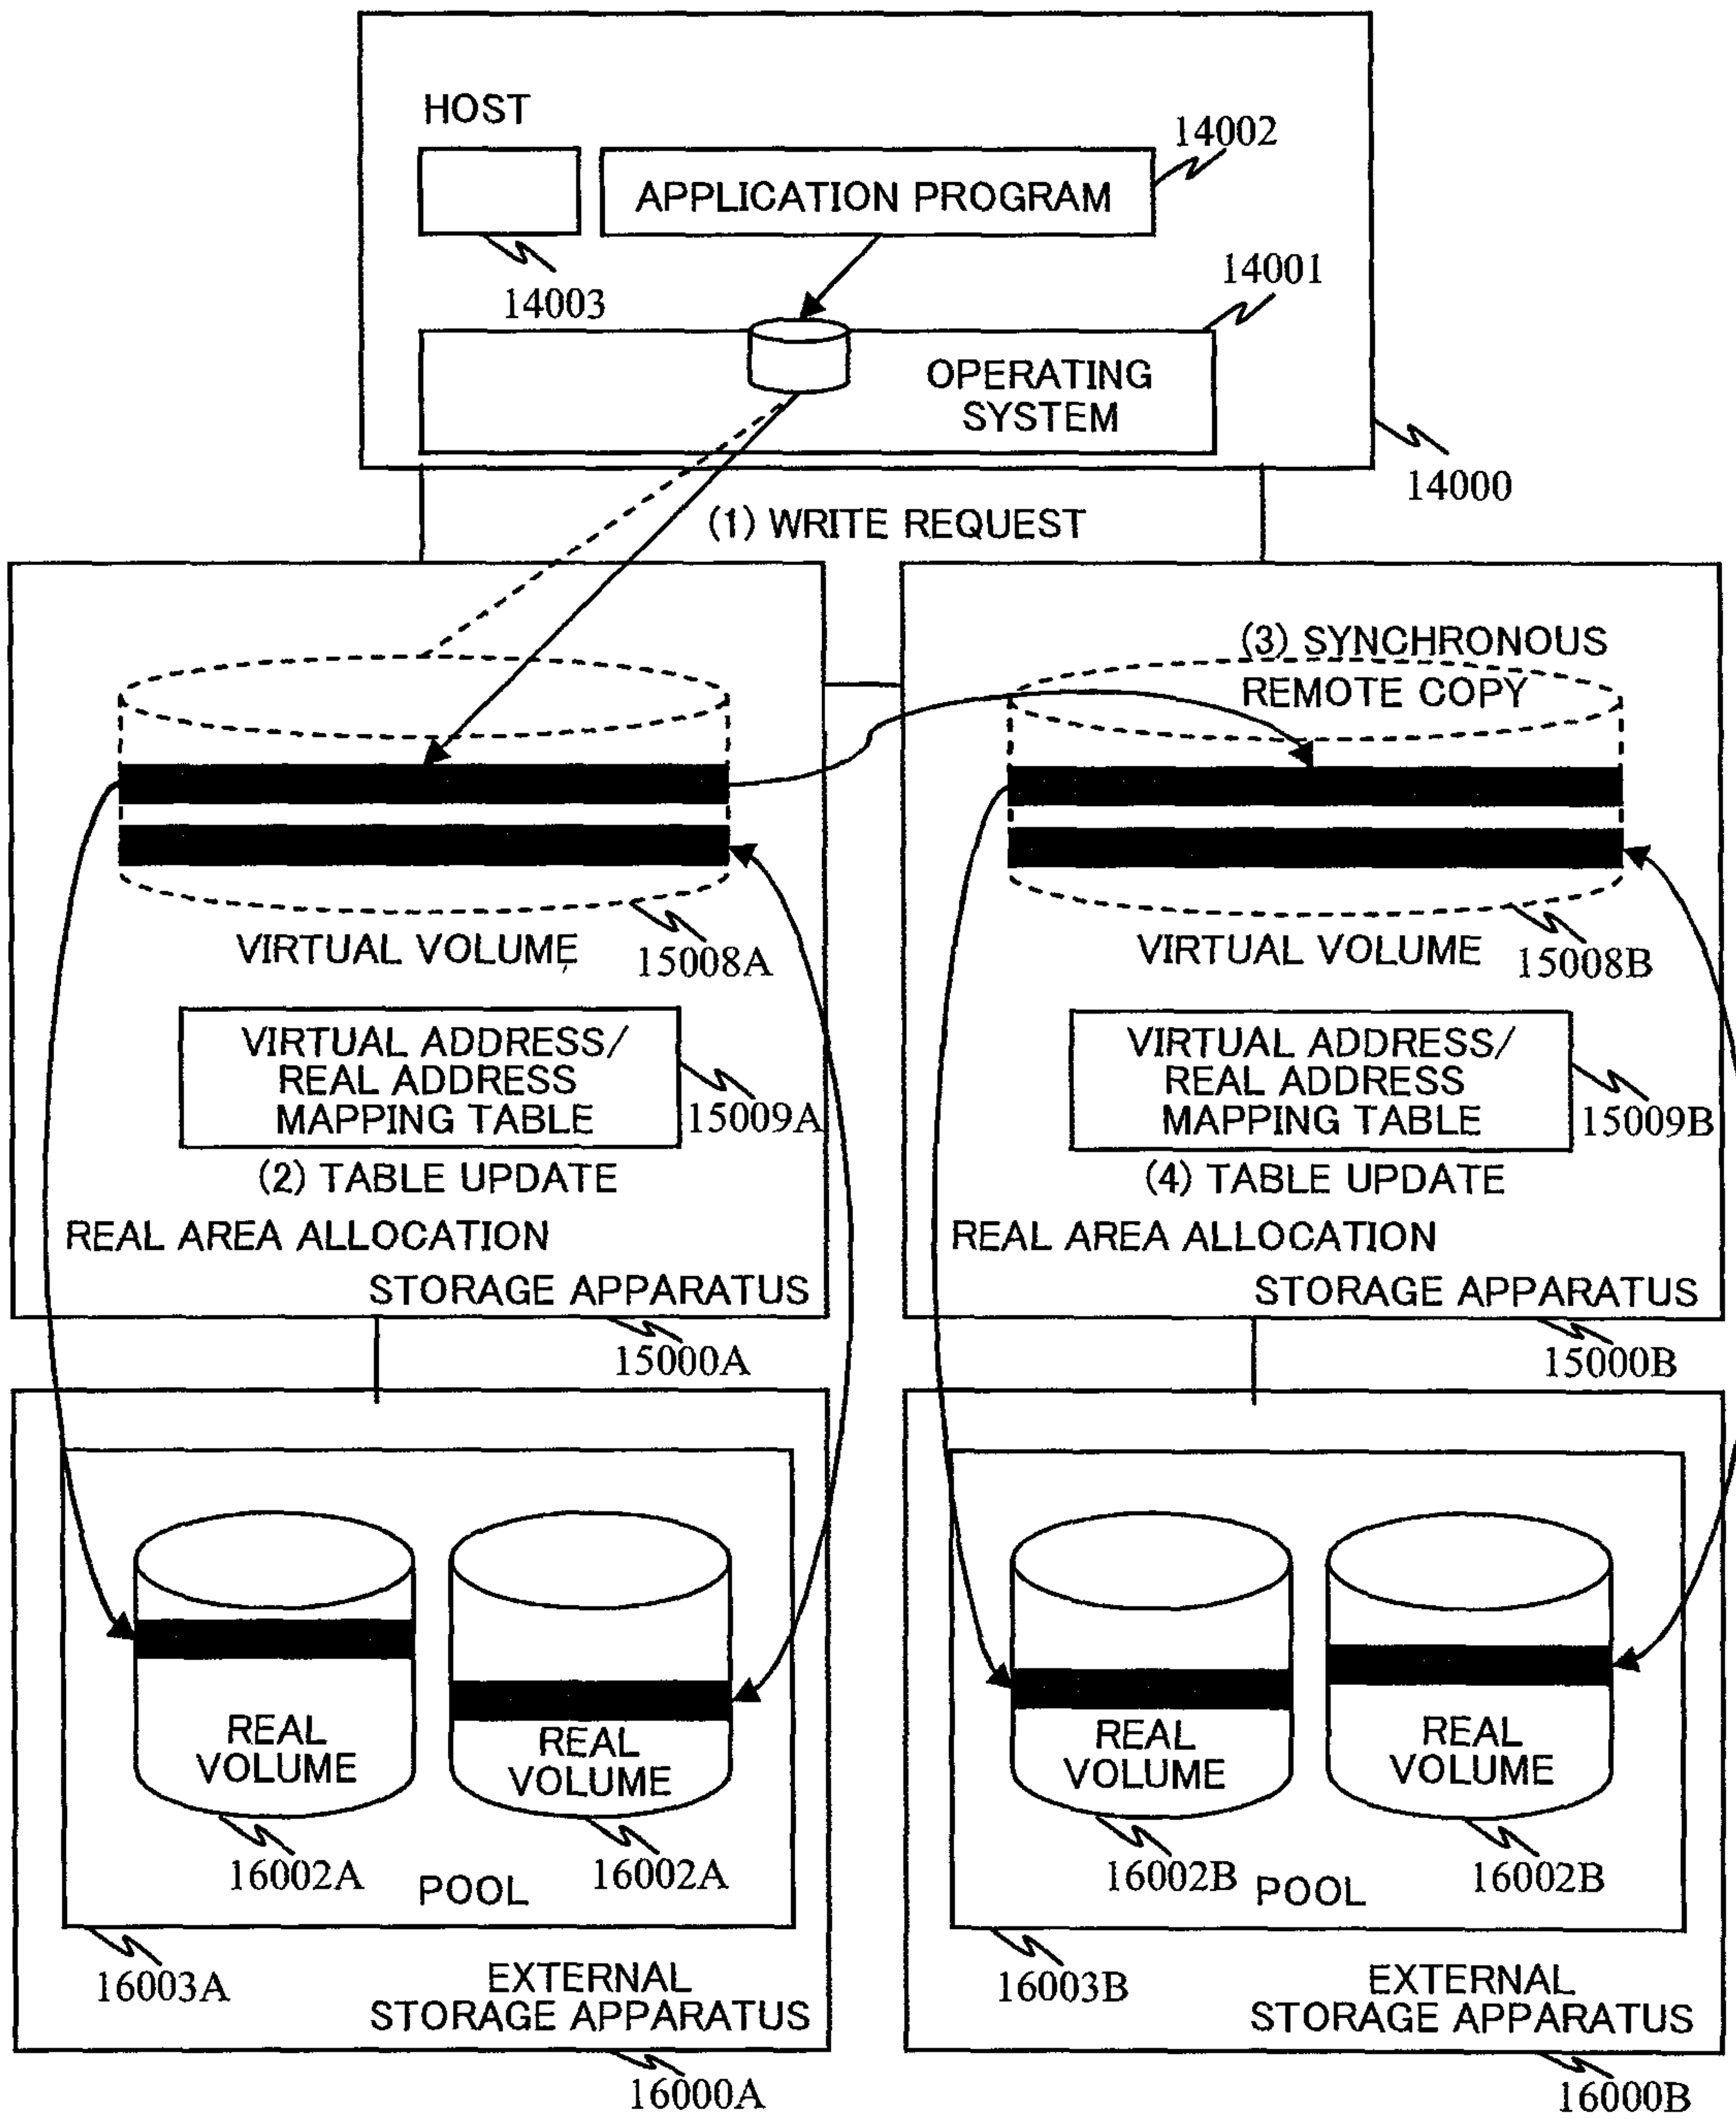 HOST
14002
APPLICATION PROGRAM
14003
14001
OPERATING
SYSTEM
14000
(1) WRITE REQUEST
(3) SYNCHRONOUS
REMOTE COPY
VIRTUAL VOLUME
15008A
VIRTUAL VOLUME
15008B
VIRTUAL ADDRESS/
REAL ADDRESS
MAPPING TABLE
15009A
VIRTUAL ADDRESS/
REAL ADDRESS
MAPPING TABLE
15009B
(2) TABLE UPDATE
(4) TABLE UPDATE
REAL AREA ALLOCATION
REAL AREA ALLOCATION
STORAGE APPARATUS
STORAGE APPARATUS
15000A
15000B
REAL
VOLUME
REAL
VOLUME
REAL
VOLUME
REAL
VOLUME
16002A
16002A
16002B
16002B
POOL
POOL
16003A
16003B
EXTERNAL
STORAGE APPARATUS
EXTERNAL
STORAGE APPARATUS
16000A
16000B